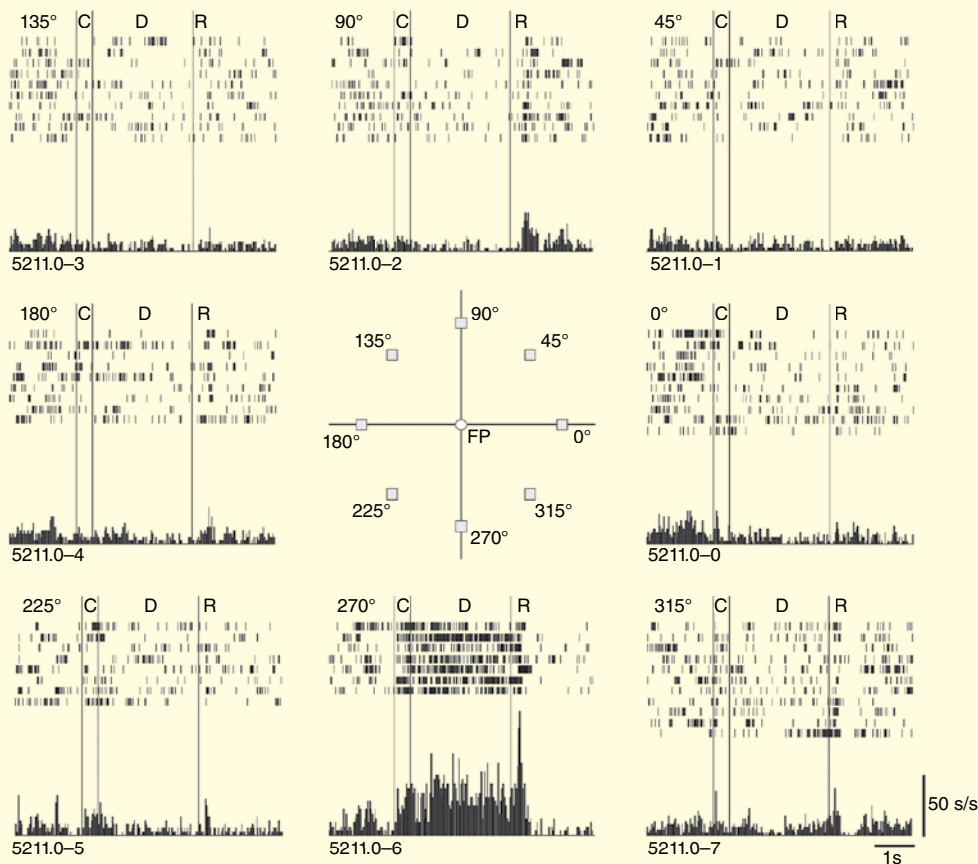 135° C D R
90° C D R
45° C D R
5211.0–3
5211.0–2
5211.0–1
180° C D R
90°
135°
45°
0° C D R
180°
FP
0°
225°
315°
270°
5211.0–4
5211.0–0
225° C D R
270° C D R
315° C D R
50 s/s
5211.0–5
5211.0–6
5211.0–7
1s